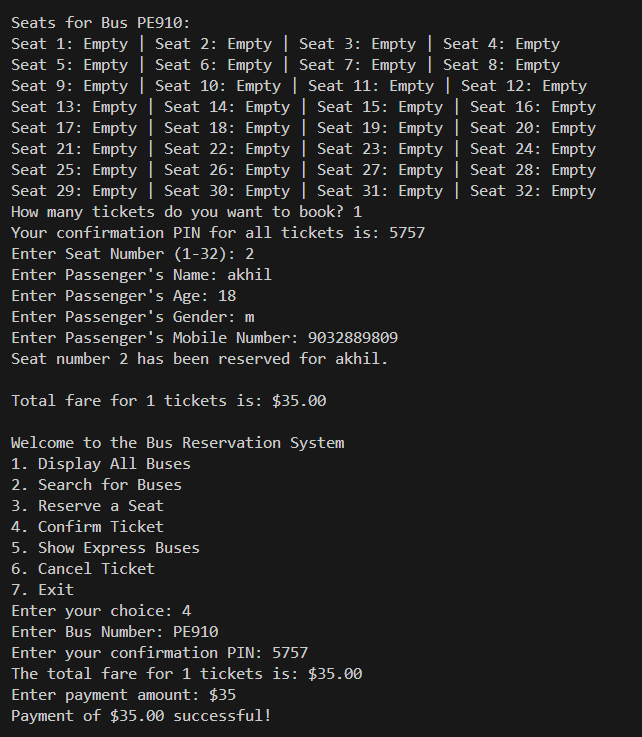 Seats for Bus PE910:
Seat 1: Empty | Seat 2: Empty | Seat 3: Empty | Seat 4: Empty
Seat 5: Empty | Seat 6: Empty | Seat 7: Empty | Seat 8: Empty
Seat 9: Empty | Seat 10: Empty | Seat 11: Empty | Seat 12: Empty
Seat 13: Empty | Seat 14: Empty | Seat 15: Empty | Seat 16: Empty
Seat 17: Empty | Seat 18: Empty | Seat 19: Empty | Seat 20: Empty
Seat 21: Empty | Seat 22: Empty | Seat 23: Empty | Seat 24: Empty
Seat 25: Empty | Seat 26: Empty | Seat 27: Empty | Seat 28: Empty
Seat 29: Empty | Seat 30: Empty | Seat 31: Empty | Seat 32: Empty
How many tickets do you want to book? 1
Your confirmation PIN for all tickets is: 5757
Enter Seat Number (1-32): 2
Enter Passenger's Name: akhil
Enter Passenger's Age: 18
Enter Passenger's Gender: m
Enter Passenger's Mobile Number: 9032889809
Seat number 2 has been reserved for akhil.

Total fare for 1 tickets is: $35.00

Welcome to the Bus Reservation System
1. Display All Buses
2. Search for Buses
3. Reserve a Seat
4. Confirm Ticket
5. Show Express Buses
6. Cancel Ticket
7. Exit
Enter your choice: 4
Enter Bus Number: PE910
Enter your confirmation PIN: 5757
The total fare for 1 tickets is: $35.00
Enter payment amount: $35
Payment of $35.00 successful!